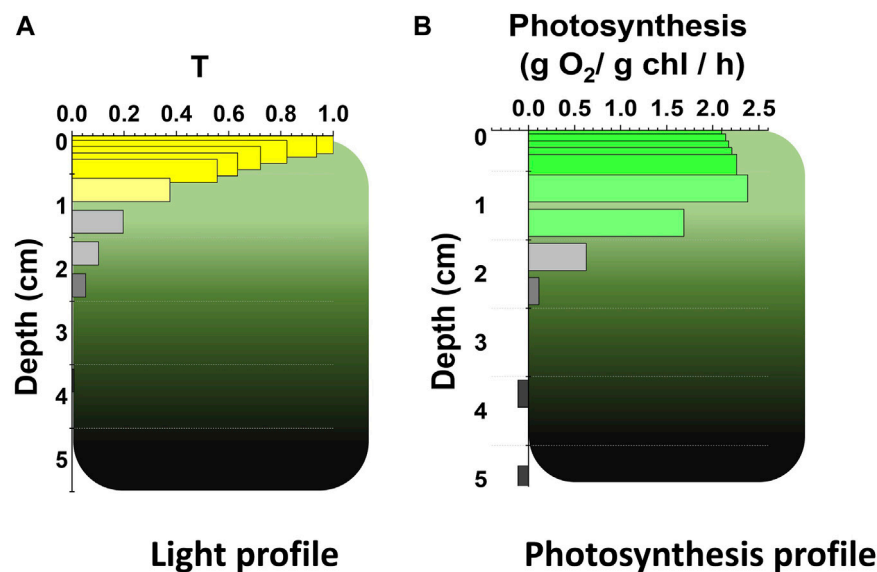 A
T
0.0 0.2 0.4 0.6 0.8 1.0
0
1
2
3
4
5
Depth (cm)
Light profile
B
Photosynthesis
(g O₂/ g chl / h)
0.0 0.5 1.0 1.5 2.0 2.5
0
1
2
3
4
5
Depth (cm)
Photosynthesis profile